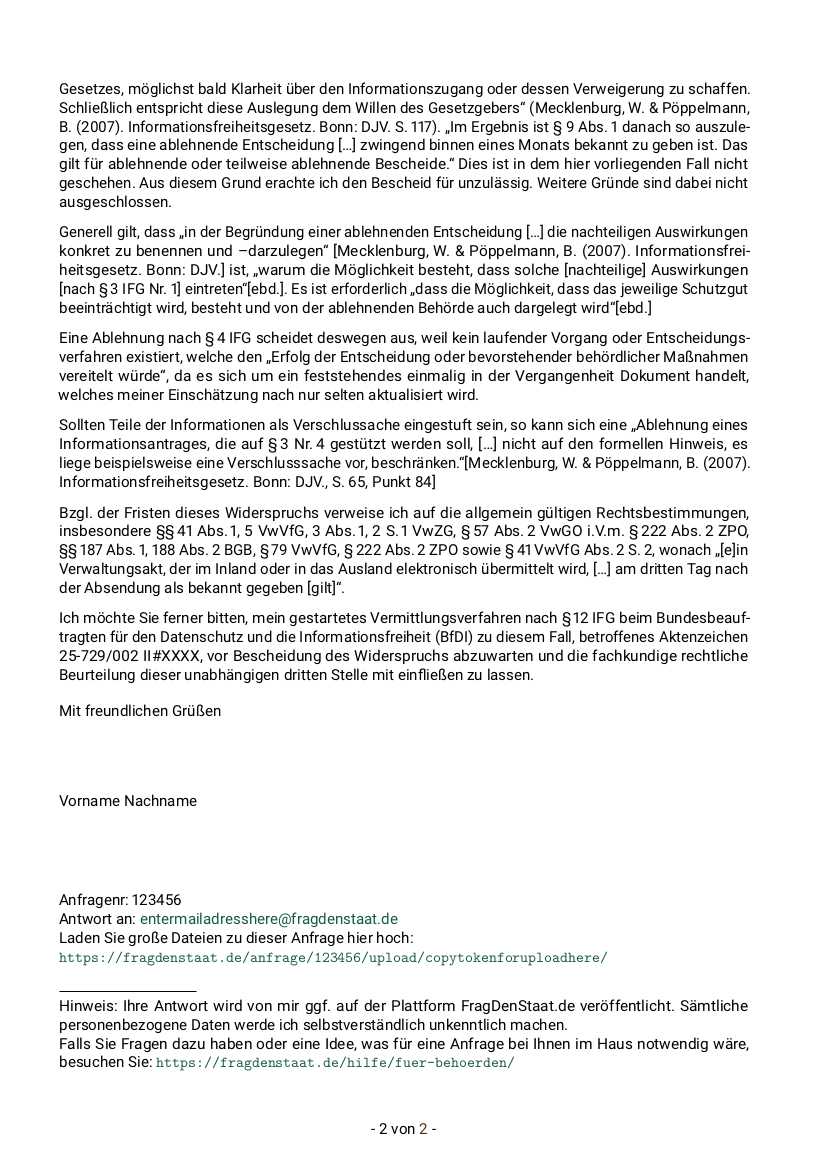 Gesetzes, möglichst bald Klarheit über den Informationszugang oder dessen Verweigerung zu schaffen.
Schließlich entspricht diese Auslegung dem Willen des Gesetzgebers“ (Mecklenburg, W. & Pöppelmann,
B. (2007). Informationsfreiheitsgesetz. Bonn: DJV. S. 117). „Im Ergebnis ist § 9 Abs. 1 danach so auszule-
gen, dass eine ablehnende Entscheidung […] zwingend binnen eines Monats bekannt zu geben ist. Das
gilt für ablehnende oder teilweise ablehnende Bescheide.“ Dies ist in dem hier vorliegenden Fall nicht
geschehen. Aus diesem Grund erachte ich den Bescheid für unzulässig. Weitere Gründe sind dabei nicht
ausgeschlossen.
Generell gilt, dass „in der Begründung einer ablehnenden Entscheidung […] die nachteiligen Auswirkungen
konkret zu benennen und –darzulegen“ [Mecklenburg, W. & Pöppelmann, B. (2007). Informationsfrei-
heitsgesetz. Bonn: DJV.] ist, „warum die Möglichkeit besteht, dass solche [nachteilige] Auswirkungen
[nach § 3 IFG Nr. 1] eintreten“[ebd.]. Es ist erforderlich „dass die Möglichkeit, dass das jeweilige Schutzgut
beeinträchtigt wird, besteht und von der ablehnenden Behörde auch dargelegt wird“[ebd.]
Eine Ablehnung nach § 4 IFG scheidet deswegen aus, weil kein laufender Vorgang oder Entscheidungs-
verfahren existiert, welche den „Erfolg der Entscheidung oder bevorstehender behördlicher Maßnahmen
vereitelt würde“, da es sich um ein feststehendes einmalig in der Vergangenheit Dokument handelt,
welches meiner Einschätzung nach nur selten aktualisiert wird.
Sollten Teile der Informationen als Verschlussache eingestuft sein, so kann sich eine „Ablehnung eines
Informationsantrages, die auf § 3 Nr. 4 gestützt werden soll, […] nicht auf den formellen Hinweis, es
liege beispielsweise eine Verschlusssache vor, beschränken.“[Mecklenburg, W. & Pöppelmann, B. (2007).
Informationsfreiheitsgesetz. Bonn: DJV., S. 65, Punkt 84]
Bzgl. der Fristen dieses Widerspruchs verweise ich auf die allgemein gültigen Rechtsbestimmungen,
insbesondere §§ 41 Abs. 1, 5 VwVfG, 3 Abs. 1, 2 S. 1 VwZG, § 57 Abs. 2 VwGO i.V.m. § 222 Abs. 2 ZPO,
§§ 187 Abs. 1, 188 Abs. 2 BGB, § 79 VwVfG, § 222 Abs. 2 ZPO sowie § 41 VwVfG Abs. 2 S. 2, wonach „[e]in
Verwaltungsakt, der im Inland oder in das Ausland elektronisch übermittelt wird, […] am dritten Tag nach
der Absendung als bekannt gegeben [gilt]“.
Ich möchte Sie ferner bitten, mein gestartetes Vermittlungsverfahren nach § 12 IFG beim Bundesbeauf-
tragten für den Datenschutz und die Informationsfreiheit (BfDI) zu diesem Fall, betroffenes Aktenzeichen
25-729/002 II#XXXX, vor Bescheidung des Widerspruchs abzuwarten und die fachkundige rechtliche
Beurteilung dieser unabhängigen dritten Stelle mit einfließen zu lassen.
Mit freundlichen Grüßen
Vorname Nachname
Anfragenr: 123456
Antwort an: entermailadresshere@fragdenstaat.de
Laden Sie große Dateien zu dieser Anfrage hier hoch:
https://fragdenstaat.de/anfrage/123456/upload/copytokenforuploadhere/
Hinweis: Ihre Antwort wird von mir ggf. auf der Plattform FragDenStaat.de veröffentlicht. Sämtliche
personenbezogene Daten werde ich selbstverständlich unkenntlich machen.
Falls Sie Fragen dazu haben oder eine Idee, was für eine Anfrage bei Ihnen im Haus notwendig wäre,
besuchen Sie: https://fragdenstaat.de/hilfe/fuer-behoerden/
- 2 von 2 -